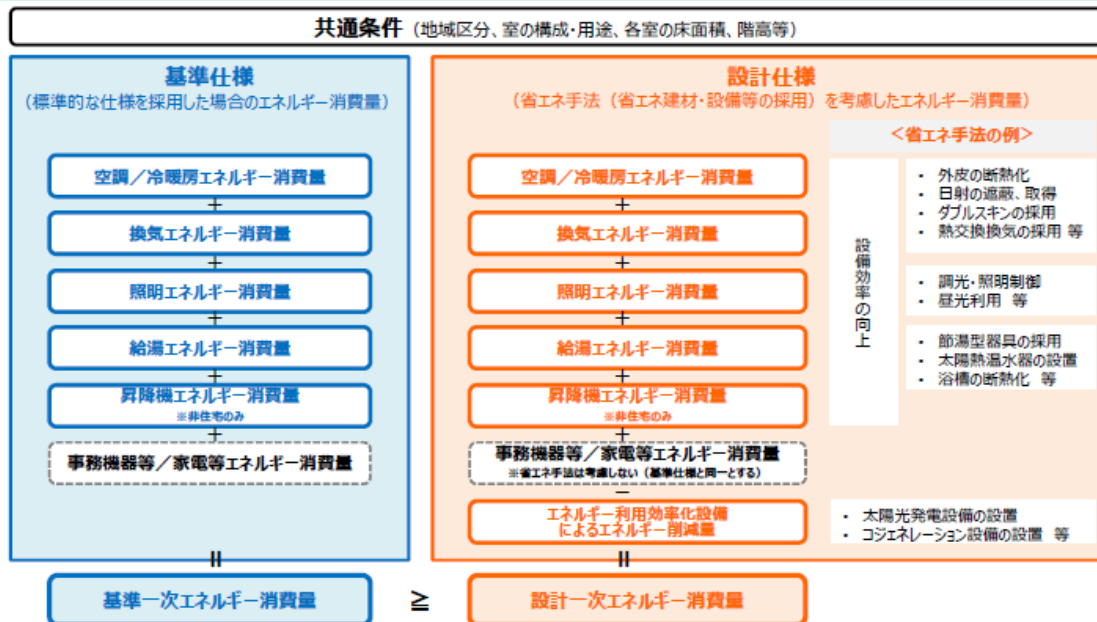 共通条件（地域区分、室の構成・用途、各室の床面積、階高等）
基準仕様
（標準的な仕様を採用した場合のエネルギー消費量）
空調／冷暖房エネルギー消費量
＋
換気エネルギー消費量
＋
照明エネルギー消費量
＋
給湯エネルギー消費量
＋
昇降機エネルギー消費量
※非住宅のみ
＋
事務機器等／家電等エネルギー消費量
＝
基準一次エネルギー消費量
≧
設計仕様
（省エネ手法（省エネ建材・設備等の採用）を考慮したエネルギー消費量）
空調／冷暖房エネルギー消費量
＋
換気エネルギー消費量
＋
照明エネルギー消費量
＋
給湯エネルギー消費量
＋
昇降機エネルギー消費量
※非住宅のみ
＋
事務機器等／家電等エネルギー消費量
※省エネ手法は考慮しない（基準仕様と同一とする）
－
エネルギー利用効率化設備
によるエネルギー削減量
＝
設計一次エネルギー消費量
＜省エネ手法の例＞
設備効率の向上
・ 外皮の断熱化
・ 日射の遮蔽、取得
・ ダブルスキンの採用
・ 熱交換換気の採用 等
・ 調光・照明制御
・ 昼光利用 等
・ 節湯型器具の採用
・ 太陽熱温水器の設置
・ 浴槽の断熱化 等
・ 太陽光発電設備の設置
・ コジェネレーション設備の設置 等